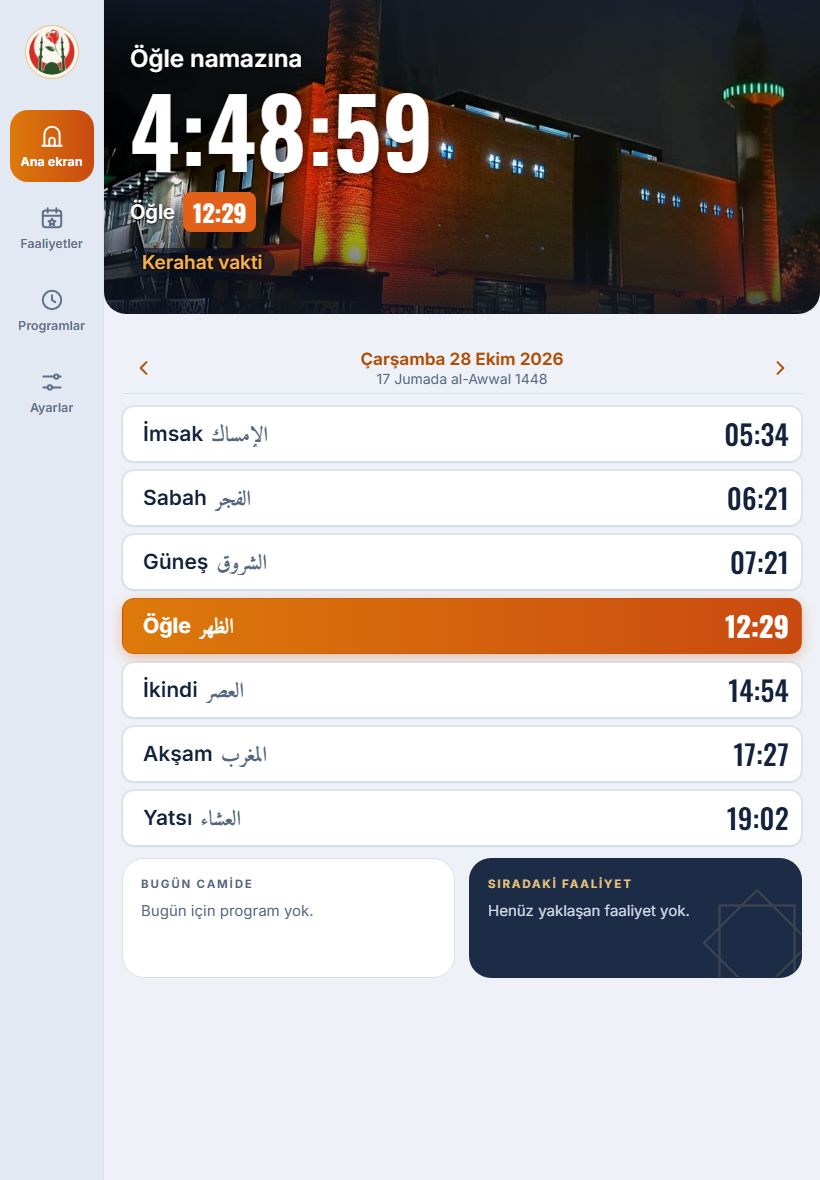 Öğle namazına
4:48:59
Öğle 12:29
Kerahat vakti
Ana ekran
Faaliyetler
Programlar
Ayarlar
Çarşamba 28 Ekim 2026
17 Jumada al-Awwal 1448
İmsak الإمساك 05:34
Sabah الفجر 06:21
Güneş الشروق 07:21
Öğle الظهر 12:29
İkindi العصر 14:54
Akşam المغرب 17:27
Yatsı العشاء 19:02
BUGÜN CAMİDE
Bugün için program yok.
SIRADAKİ FAALİYET
Henüz yaklaşan faaliyet yok.